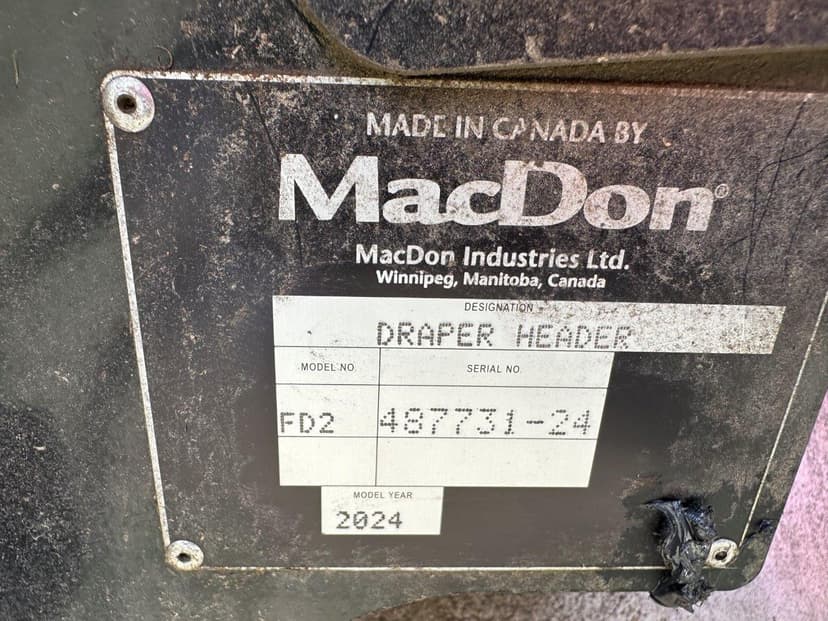 MADE IN CANADA BY
MacDon®
MacDon Industries Ltd.
Winnipeg, Manitoba, Canada
DESIGNATION
DRAPER HEADER
MODEL NO. SERIAL NO.
FD2 487731-24
MODEL YEAR
2024